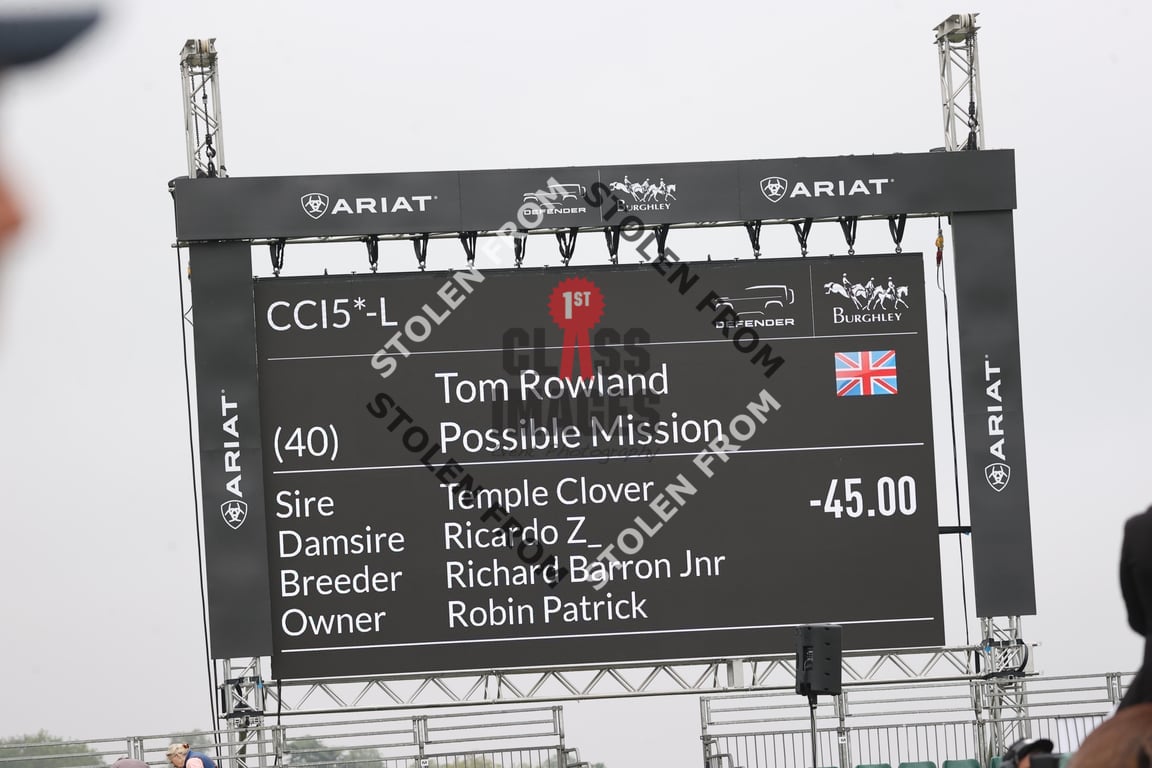 ARIAT
DEFENDER
BURGHLEY
ARIAT
CCI5*-L
DEFENDER
BURGHLEY
Tom Rowland
(40) Possible Mission
Sire Temple Clover -45.00
Damsire Ricardo Z_
Breeder Richard Barron Jnr
Owner Robin Patrick
ARIAT
ARIAT
STOLEN FROM
STOLEN FROM
1ST
CLASS
IMAGES
STOLEN FROM
STOLEN FROM